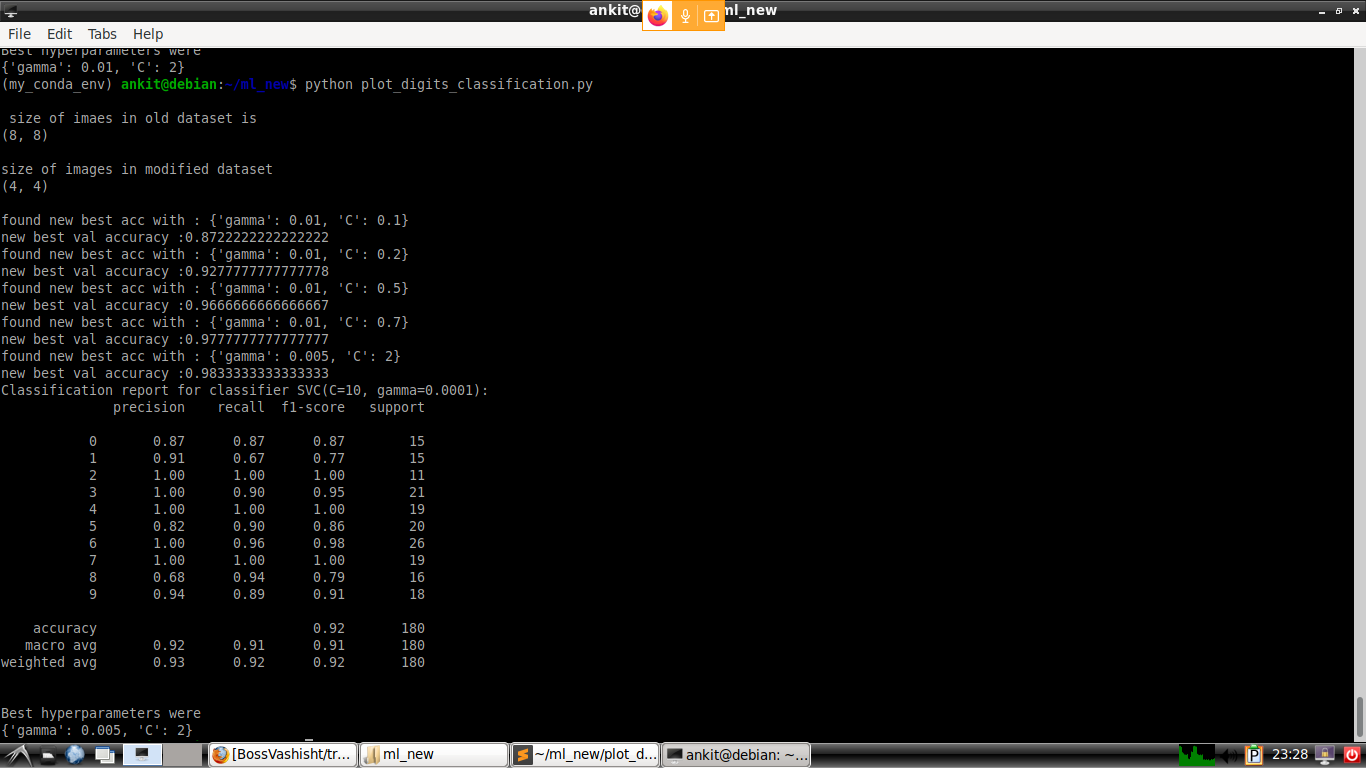 ankit@
ml_new
File Edit Tabs Help
Best hyperparameters were
{'gamma': 0.01, 'C': 2}
(my_conda_env) ankit@debian:~/ml_new$ python plot_digits_classification.py
size of imaes in old dataset is
(8, 8)
size of images in modified dataset
(4, 4)
found new best acc with : {'gamma': 0.01, 'C': 0.1}
new best val accuracy :0.8722222222222222
found new best acc with : {'gamma': 0.01, 'C': 0.2}
new best val accuracy :0.9277777777777778
found new best acc with : {'gamma': 0.01, 'C': 0.5}
new best val accuracy :0.9666666666666667
found new best acc with : {'gamma': 0.01, 'C': 0.7}
new best val accuracy :0.9777777777777777
found new best acc with : {'gamma': 0.005, 'C': 2}
new best val accuracy :0.9833333333333333
Classification report for classifier SVC(C=10, gamma=0.0001):
precision recall f1-score support
0 0.87 0.87 0.87 15
1 0.91 0.67 0.77 15
2 1.00 1.00 1.00 11
3 1.00 0.90 0.95 21
4 1.00 1.00 1.00 19
5 0.82 0.90 0.86 20
6 1.00 0.96 0.98 26
7 1.00 1.00 1.00 19
8 0.68 0.94 0.79 16
9 0.94 0.89 0.91 18
accuracy 0.92 180
macro avg 0.92 0.91 0.91 180
weighted avg 0.93 0.92 0.92 180
Best hyperparameters were
{'gamma': 0.005, 'C': 2}
[BossVashisht/tr... ml_new ~/ml_new/plot_d... ankit@debian: ~... P 23:28